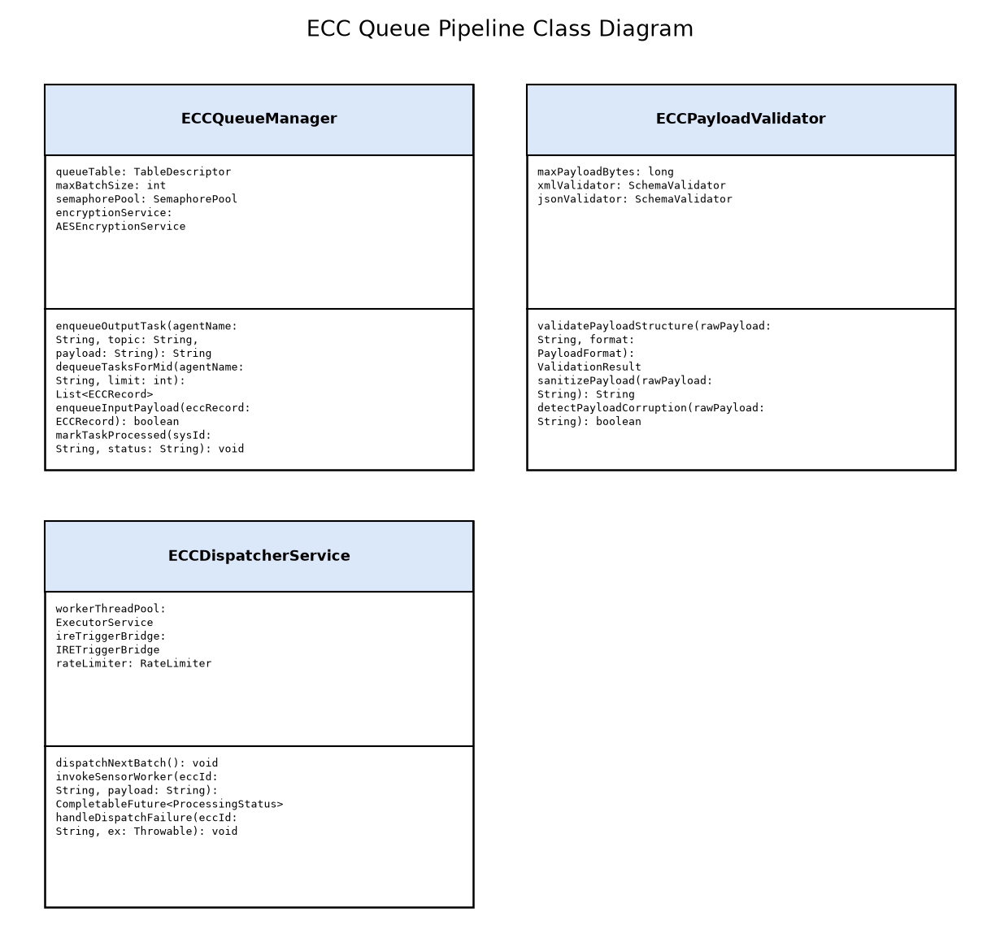 ECC Queue Pipeline Class Diagram
ECCQueueManager
queueTable: TableDescriptor
maxBatchSize: int
semaphorePool: SemaphorePool
encryptionService:
AESEncryptionService
enqueueOutputTask(agentName:
String, topic: String,
payload: String): String
dequeueTasksForMid(agentName:
String, limit: int):
List<ECCRecord>
enqueueInputPayload(eccRecord:
ECCRecord): boolean
markTaskProcessed(sysId:
String, status: String): void
ECCPayloadValidator
maxPayloadBytes: long
xmlValidator: SchemaValidator
jsonValidator: SchemaValidator
validatePayloadStructure(rawPayload:
String, format:
PayloadFormat):
ValidationResult
sanitizePayload(rawPayload:
String): String
detectPayloadCorruption(rawPayload:
String): boolean
ECCDispatcherService
workerThreadPool:
ExecutorService
ireTriggerBridge:
IRETriggerBridge
rateLimiter: RateLimiter
dispatchNextBatch(): void
invokeSensorWorker(eccId:
String, payload: String):
CompletableFuture<ProcessingStatus>
handleDispatchFailure(eccId:
String, ex: Throwable): void